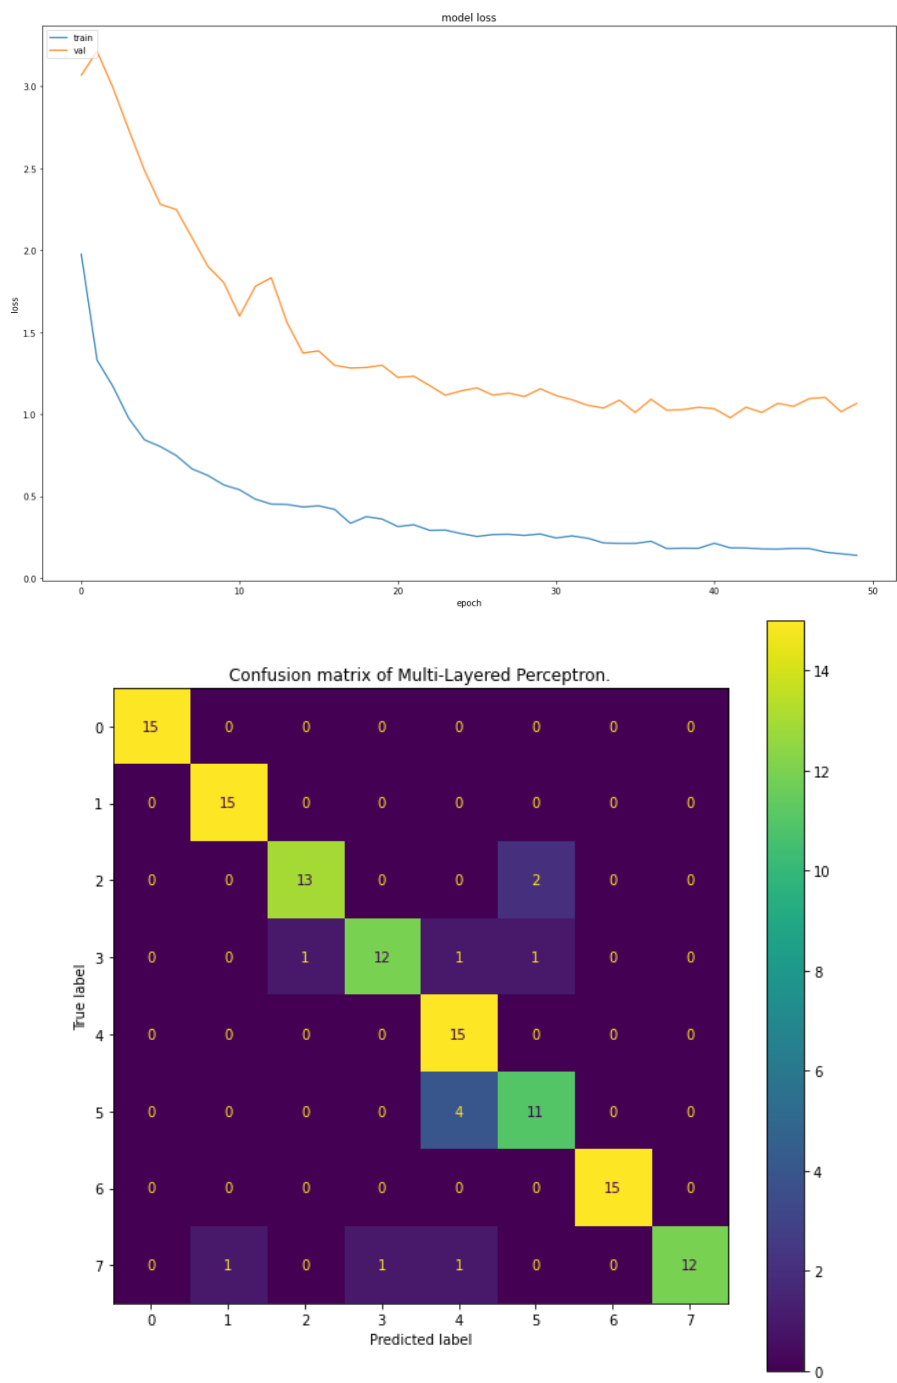 model loss
train
val
3.0
2.5
2.0
1.5
1.0
0.5
0.0
loss
0 10 20 30 40 50
epoch
Confusion matrix of Multi-Layered Perceptron.
0 15 0 0 0 0 0 0 0
1 0 15 0 0 0 0 0 0
2 0 0 13 0 0 2 0 0
3 0 0 1 12 1 1 0 0
4 0 0 0 0 15 0 0 0
5 0 0 0 0 4 11 0 0
6 0 0 0 0 0 0 15 0
7 0 1 0 1 1 0 0 12
True label
0 1 2 3 4 5 6 7
Predicted label
14
12
10
8
6
4
2
0